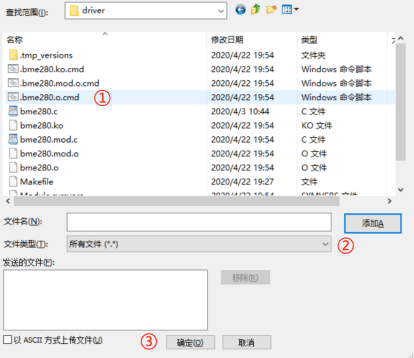 查找范围(I): driver
名称 修改日期 类型
.tmp_versions 2020/4/22 19:54 文件夹
.bme280.ko.cmd 2020/4/22 19:54 Windows 命令脚本
.bme280.mod.o.cmd 2020/4/22 19:54 Windows 命令脚本
.bme280.o.cmd ① 2020/4/22 19:54 Windows 命令脚本
bme280.c 2020/4/3 10:44 C 文件
bme280.ko 2020/4/22 19:54 KO 文件
bme280.mod.c 2020/4/22 19:54 C 文件
bme280.mod.o 2020/4/22 19:54 O 文件
bme280.o 2020/4/22 19:54 O 文件
Makefile 2020/4/22 19:27 文件
Module.symvers 2020/4/22 19:54 SYMVERS 文件
文件名(N): 添加A
文件类型(T): 所有文件 (*.*) ②
发送的文件(F):
移除(R)
以 ASCII 方式上传文件(U) ③ 确定(O) 取消